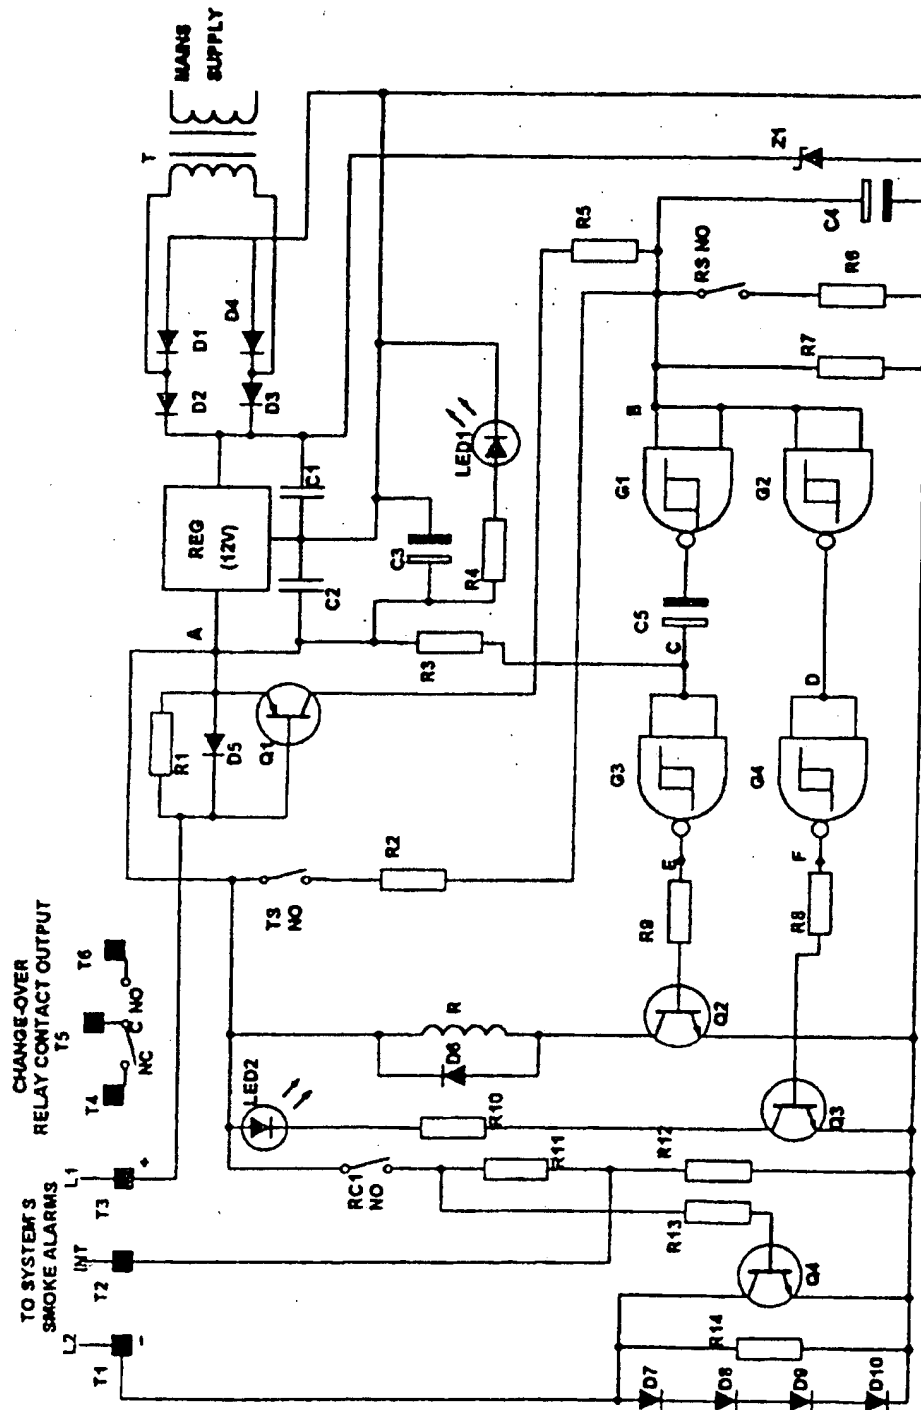 MAINS
SUPPLY
T
D1
D4
D2
D3
REG
(12V)
C1
C2
A
C3
LED1
R4
R3
R5
Z1
C4
RS NO
R6
R7
B
G1
G2
C5
C
D
G3
G4
E
F
R9
R8
R1
D5
Q1
R2
TS
NO
CHANGE-OVER
RELAY CONTACT OUTPUT
T4
T5
T6
NC
C
NO
R
D6
Q2
LED2
R10
Q3
TO SYSTEM'S
SMOKE ALARMS
L2
INT
L1
T1
T2
T3
-
+
RC1
NO
R11
R12
R13
Q4
R14
D7
D8
D9
D10